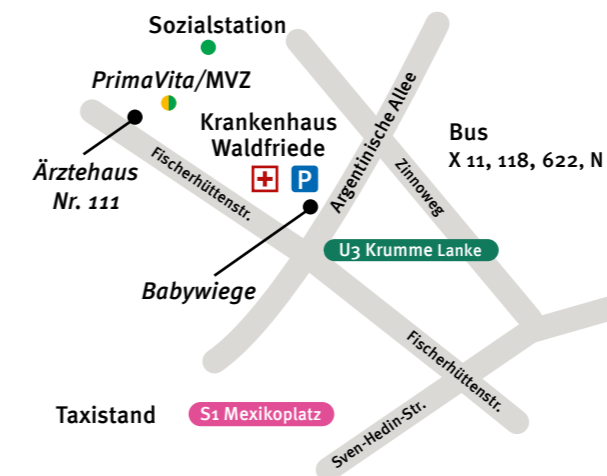 Sozialstation
PrimaVita/MVZ
Krankenhaus
Waldfriede
P
Ärztehaus
Nr. 111
Fischerhüttenstr.
Argentinische Allee
Zinnoweg
Bus
X 11, 118, 622, N
Babywiege
U3 Krumme Lanke
Fischerhüttenstr.
Taxistand
S1 Mexikoplatz
Sven-Hedin-Str.